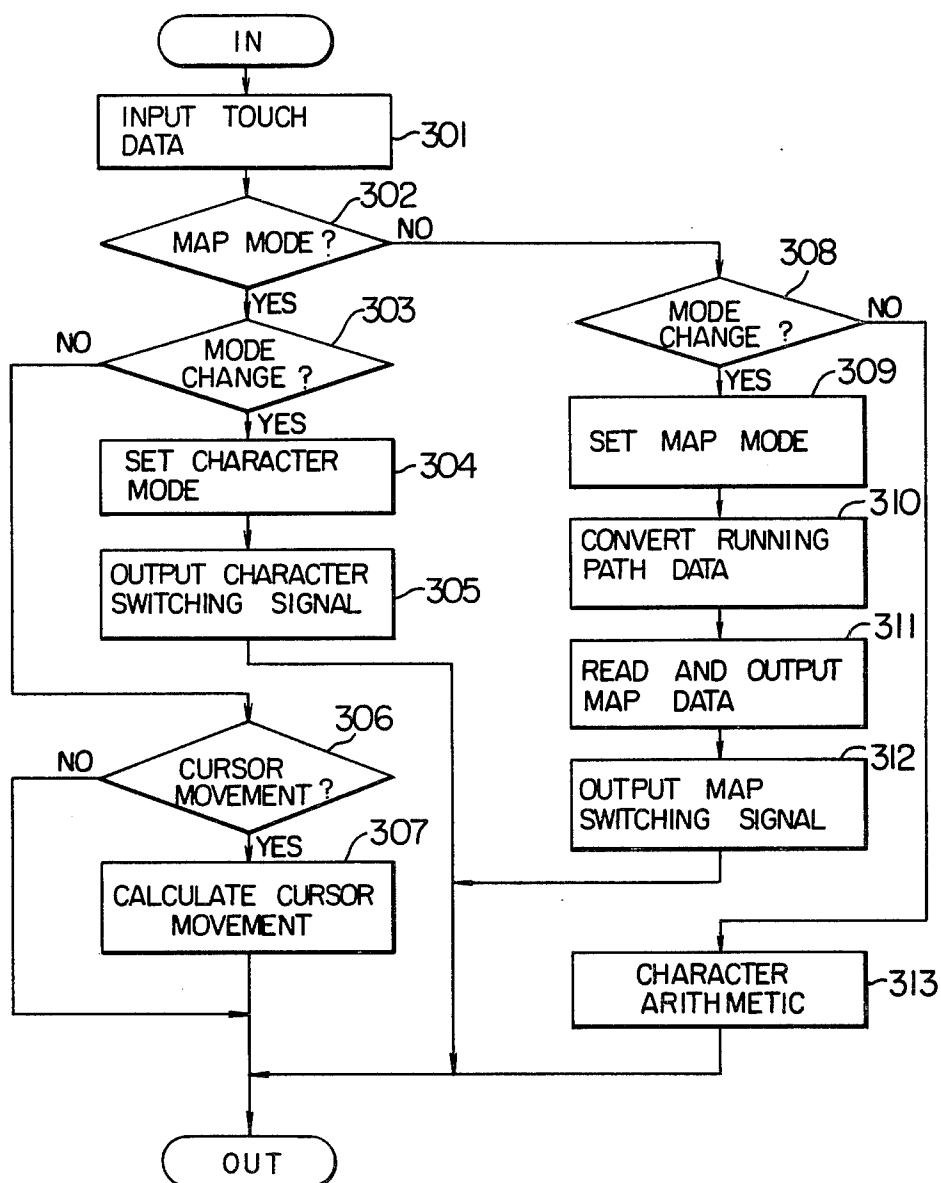 IN
INPUT TOUCH
DATA
301
302
MAP MODE?
NO
YES
303
NO
MODE
CHANGE?
YES
SET CHARACTER
MODE
304
OUTPUT CHARACTER
SWITCHING SIGNAL
305
306
NO
CURSOR
MOVEMENT?
YES
307
CALCULATE CURSOR
MOVEMENT
308
MODE
CHANGE?
NO
YES
309
SET MAP MODE
310
CONVERT RUNNING
PATH DATA
311
READ AND OUTPUT
MAP DATA
312
OUTPUT MAP
SWITCHING SIGNAL
CHARACTER
ARITHMETIC
313
OUT